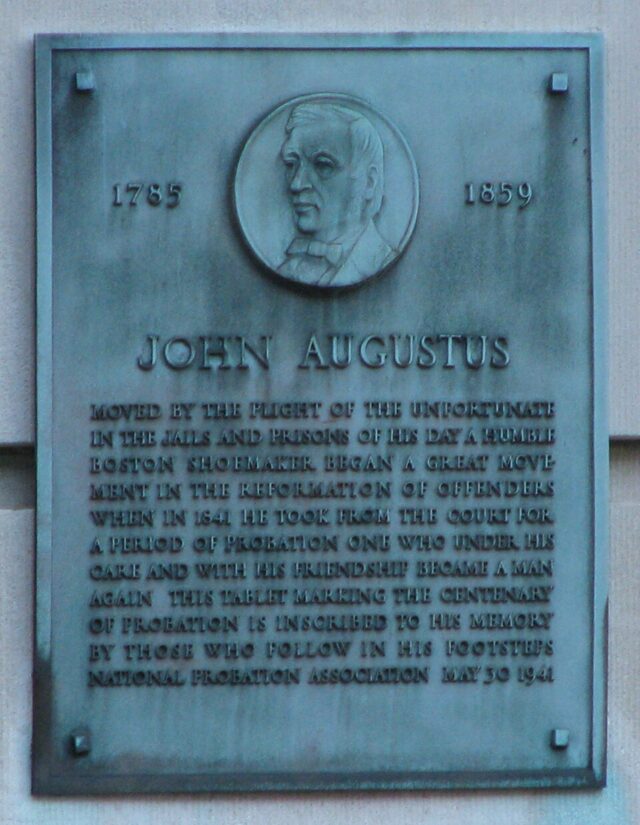 1785 1859
JOHN AUGUSTUS
MOVED BY THE PLIGHT OF THE UNFORTUNATE
IN THE JAILS AND PRISONS OF HIS DAY A HUMBLE
BOSTON SHOEMAKER BEGAN A GREAT MOVE-
MENT IN THE REFORMATION OF OFFENDERS
WHEN IN 1841 HE TOOK FROM THE COURT FOR
A PERIOD OF PROBATION ONE WHO UNDER HIS
CARE AND WITH HIS FRIENDSHIP BECAME A MAN
AGAIN THIS TABLET MARKING THE CENTENARY
OF PROBATION IS INSCRIBED TO HIS MEMORY
BY THOSE WHO FOLLOW IN HIS FOOTSTEPS
NATIONAL PROBATION ASSOCIATION MAY 30 1941